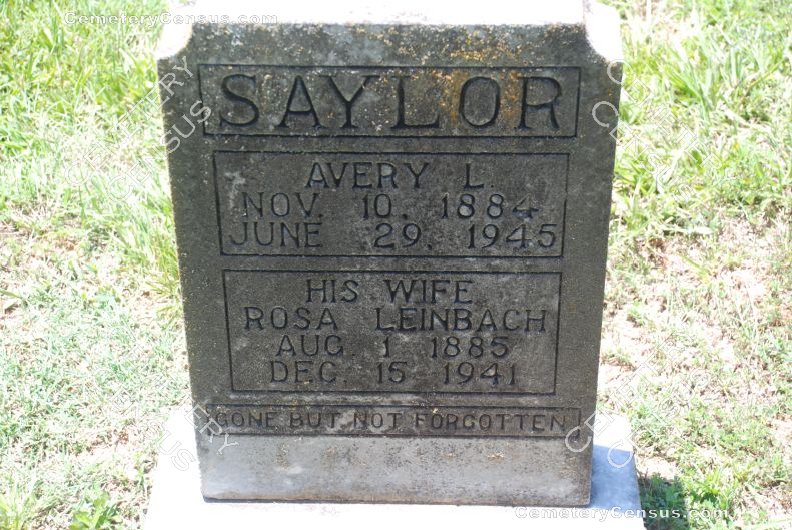 CemeteryCensus.com
SAYLOR
AVERY L.
NOV. 10. 1884
JUNE 29, 1945
HIS WIFE
ROSA LEINBACH
AUG. 1 1885
DEC. 15 1941
GONE BUT NOT FORGOTTEN
CemeteryCensus.com